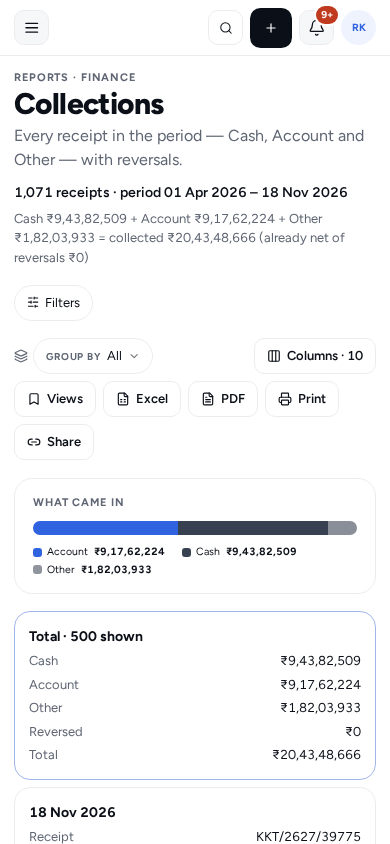 9+
RK
REPORTS · FINANCE
Collections
Every receipt in the period — Cash, Account and
Other — with reversals.
1,071 receipts · period 01 Apr 2026 – 18 Nov 2026
Cash ₹9,43,82,509 + Account ₹9,17,62,224 + Other
₹1,82,03,933 = collected ₹20,43,48,666 (already net of
reversals ₹0)
Filters
GROUP BY All
Columns · 10
Views
Excel
PDF
Print
Share
WHAT CAME IN
Account ₹9,17,62,224 Cash ₹9,43,82,509
Other ₹1,82,03,933
Total · 500 shown
Cash ₹9,43,82,509
Account ₹9,17,62,224
Other ₹1,82,03,933
Reversed ₹0
Total ₹20,43,48,666
18 Nov 2026
Receipt KKT/2627/39775